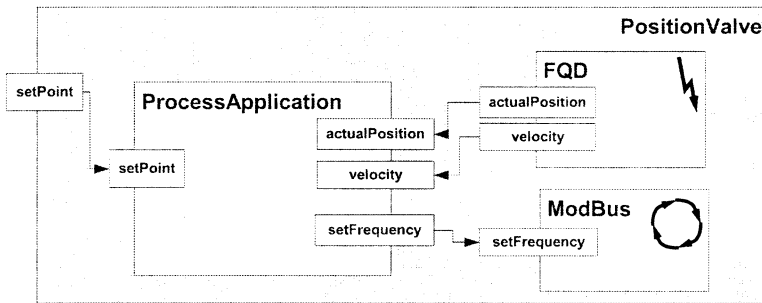 PositionValve
FQD
setPoint
ProcessApplication
actualPosition
actualPosition
velocity
setPoint
velocity
ModBus
setFrequency
setFrequency